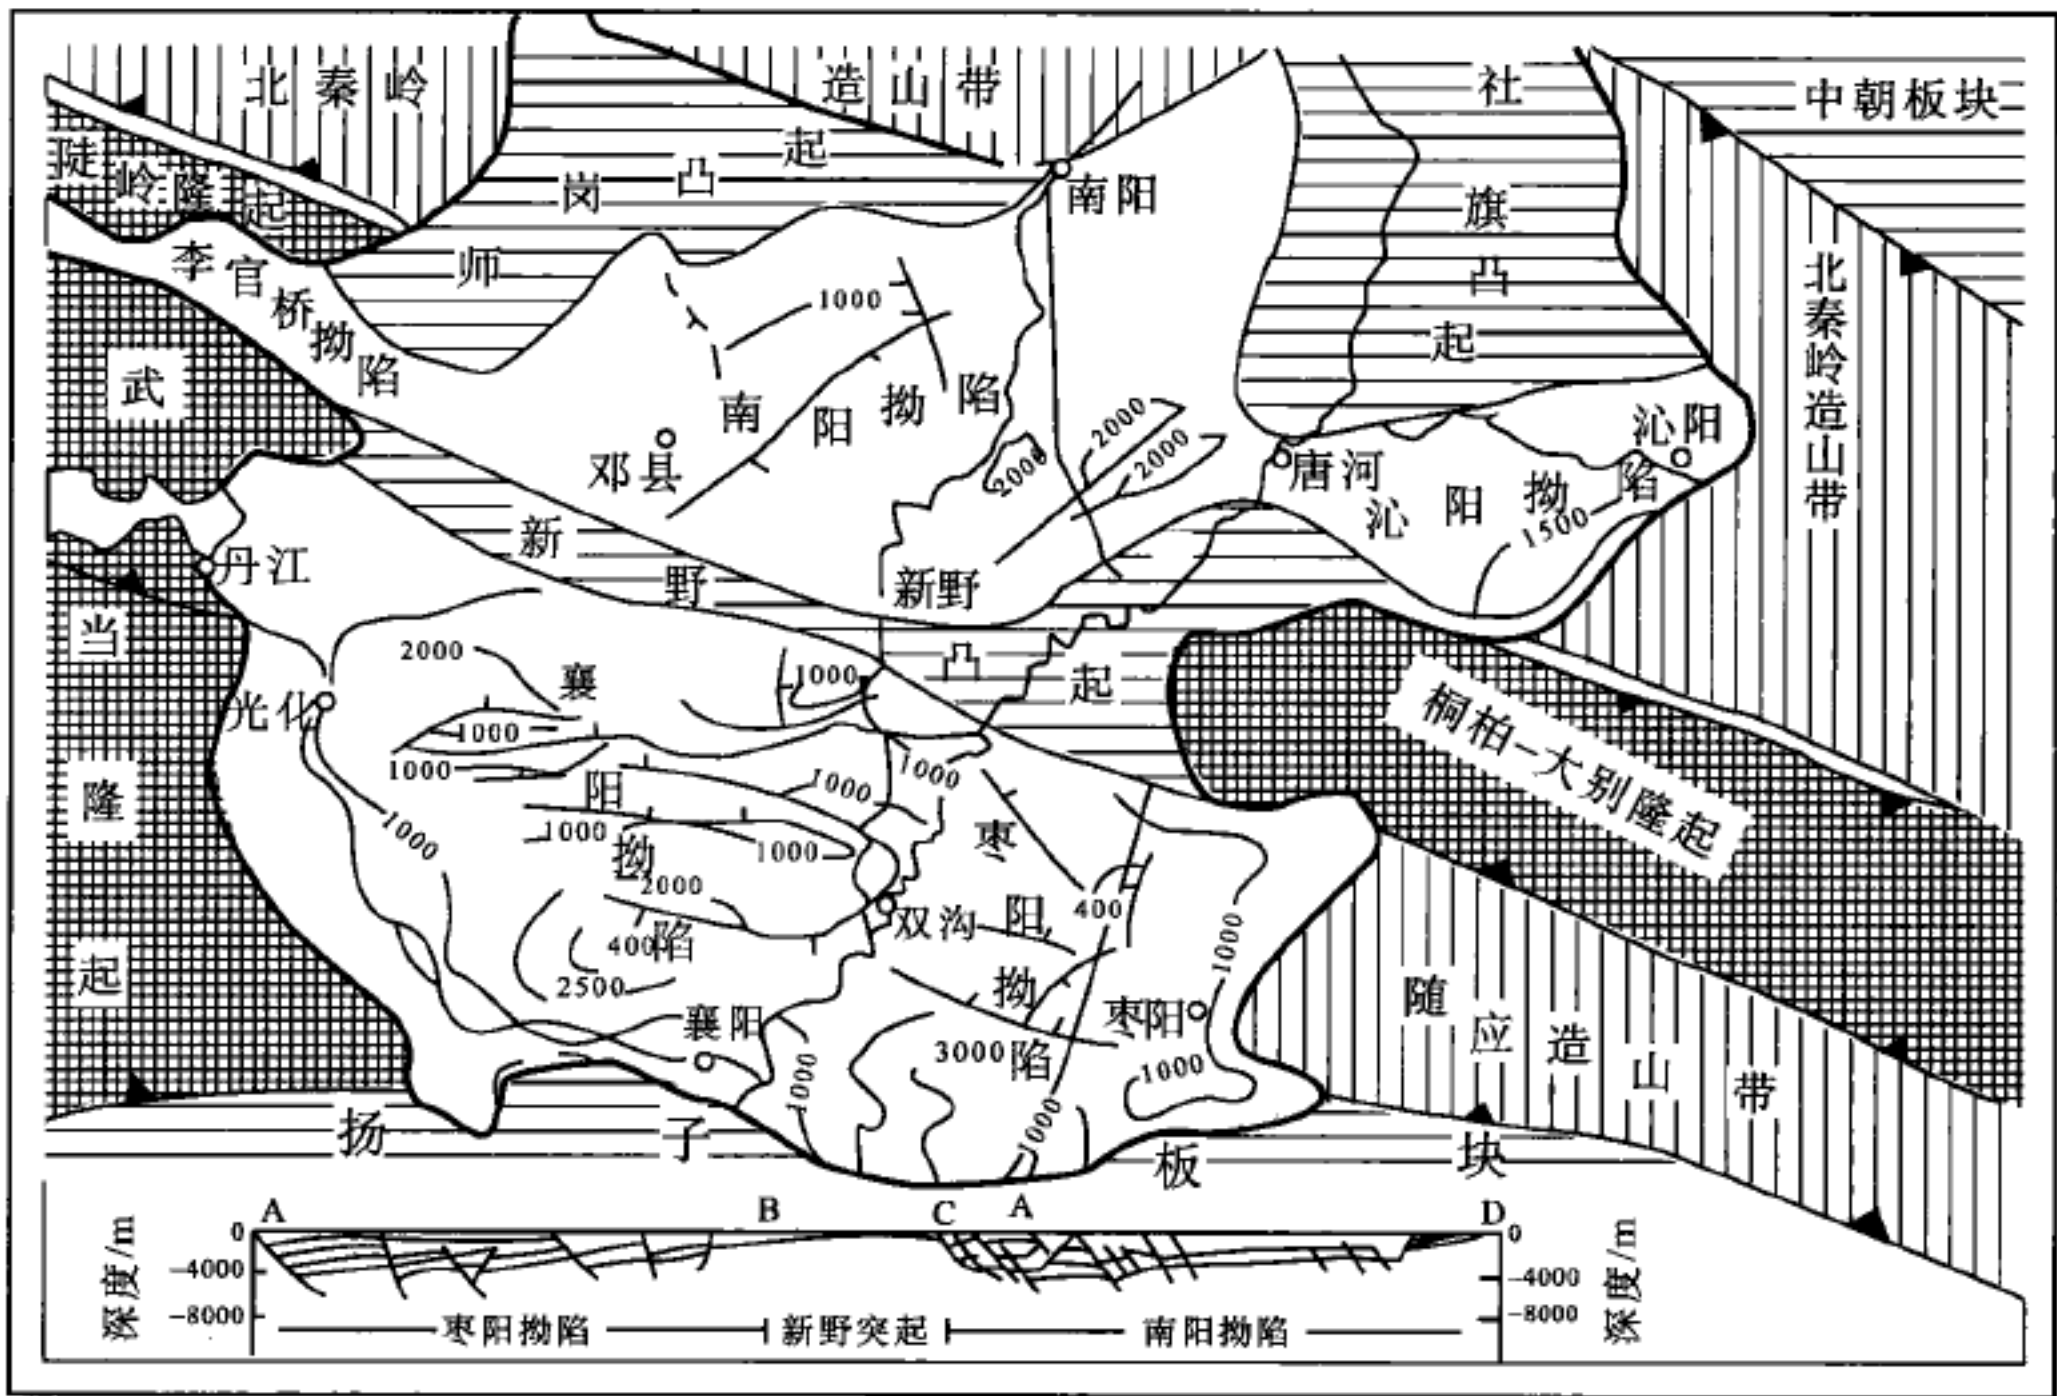 北秦岭
造山带
社旗凸起
中朝板块
陡岭隆起
师岗凸起
南阳
李官桥拗陷
北秦岭造山带
武当隆起
1000
南阳拗陷
邓县
2000
2000
2000
唐河
沁阳
沁阳拗陷
1500
新野凸起
丹江
新野
2000
襄阳拗陷
1000
光化
1000
1000
1000
1000
1000
1000
1000
2000
400
2500
桐柏-大别隆起
枣阳拗陷
400
双沟
1000
襄阳
枣阳
3000
1000
1000
1000
随应造山带
扬子板块
A
B
C
A
D
深度/m
0
-4000
-8000
0
-4000
-8000
深度/m
枣阳拗陷
新野突起
南阳拗陷